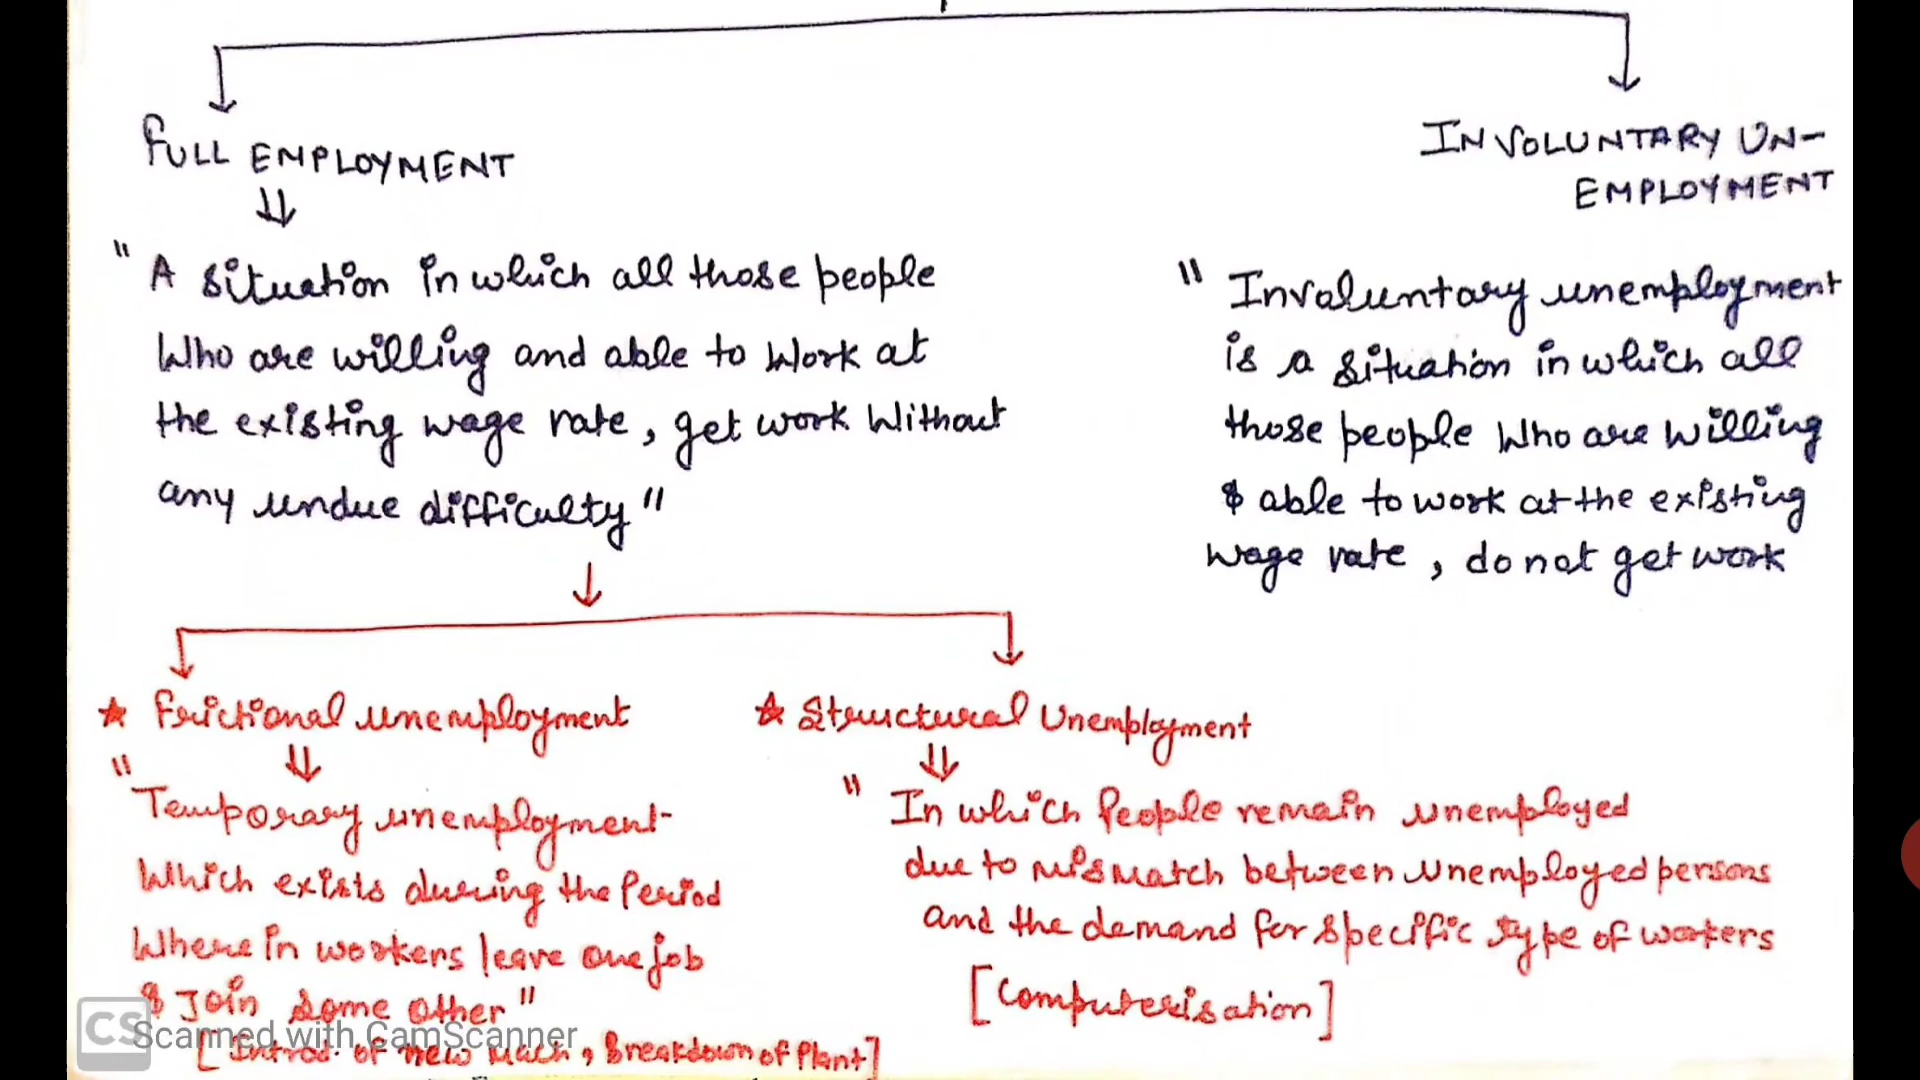 FULL EMPLOYMENT
" A situation in which all those people
who are willing and able to work at
the existing wage rate, get work without
any undue difficulty "
INVOLUNTARY UN-
EMPLOYMENT
" Involuntary unemployment
is a situation in which all
those people who are willing
& able to work at the existing
wage rate, do not get work
★ Frictional unemployment
" Temporary unemployment
which exists during the Period
where in workers leave one job
& Join some other "
[Introd. of new Mach, Breakdown of Plant]
★ Structural Unemployment
" In which People remain unemployed
due to mismatch between unemployed persons
and the demand for specific type of workers
[Computerisation]
CS Scanned with CamScanner